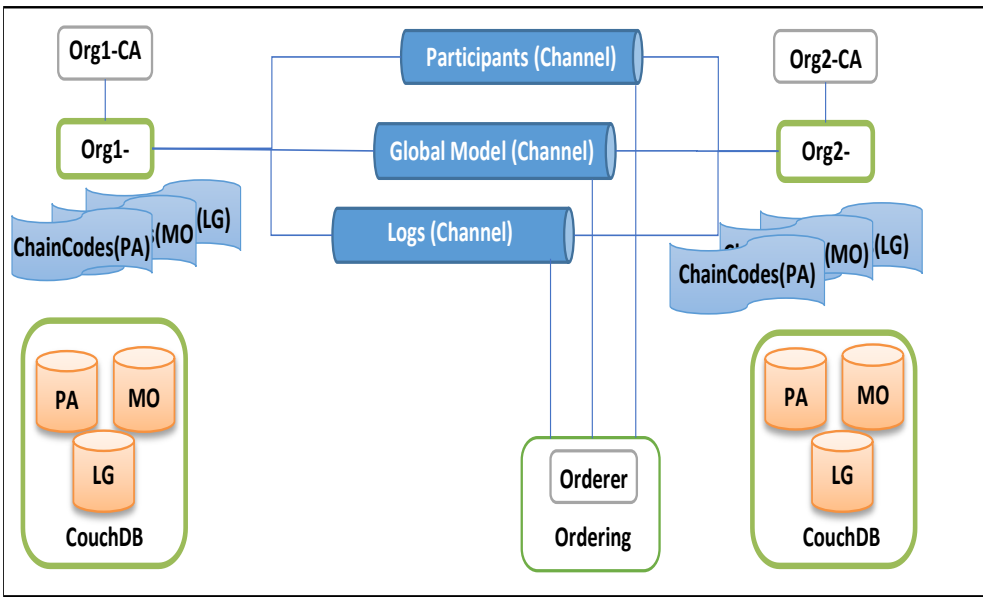 Org1-CA
Participants (Channel)
Org2-CA
Org1-
Global Model (Channel)
Org2-
Logs (Channel)
ChainCodes(PA)
(MO
(LG)
ChainCodes(PA)
(MO)
(LG)
PA
MO
LG
CouchDB
Orderer
Ordering
PA
MO
LG
CouchDB